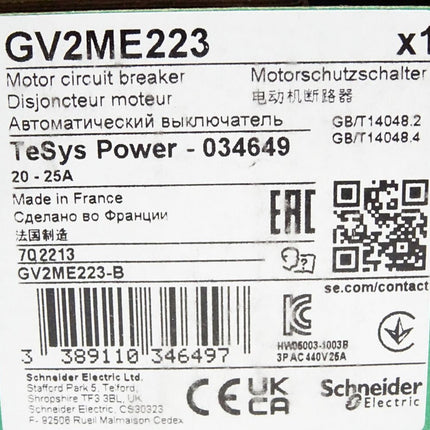 GV2ME223 x1
Motor circuit breaker Motorschutzschalter
Disjoncteur moteur 电动机断路器
Автоматический выключатель GB/T14048.2
GB/T14048.4
TeSys Power - 034649
20 - 25A
Made in France
Сделано во Франции
法国制造
7Q2213
GV2ME223-B
EAC
se.com/contact
HW05003-1003B
3P AC 440V 25A
3 389110 346497
Schneider Electric Ltd.
Stafford Park 5, Telford,
Shropshire TF3 3BL, UK
Schneider Electric, CS30323
F- 92506 Rueil Malmaison Cedex
CE UK CA
Schneider Electric